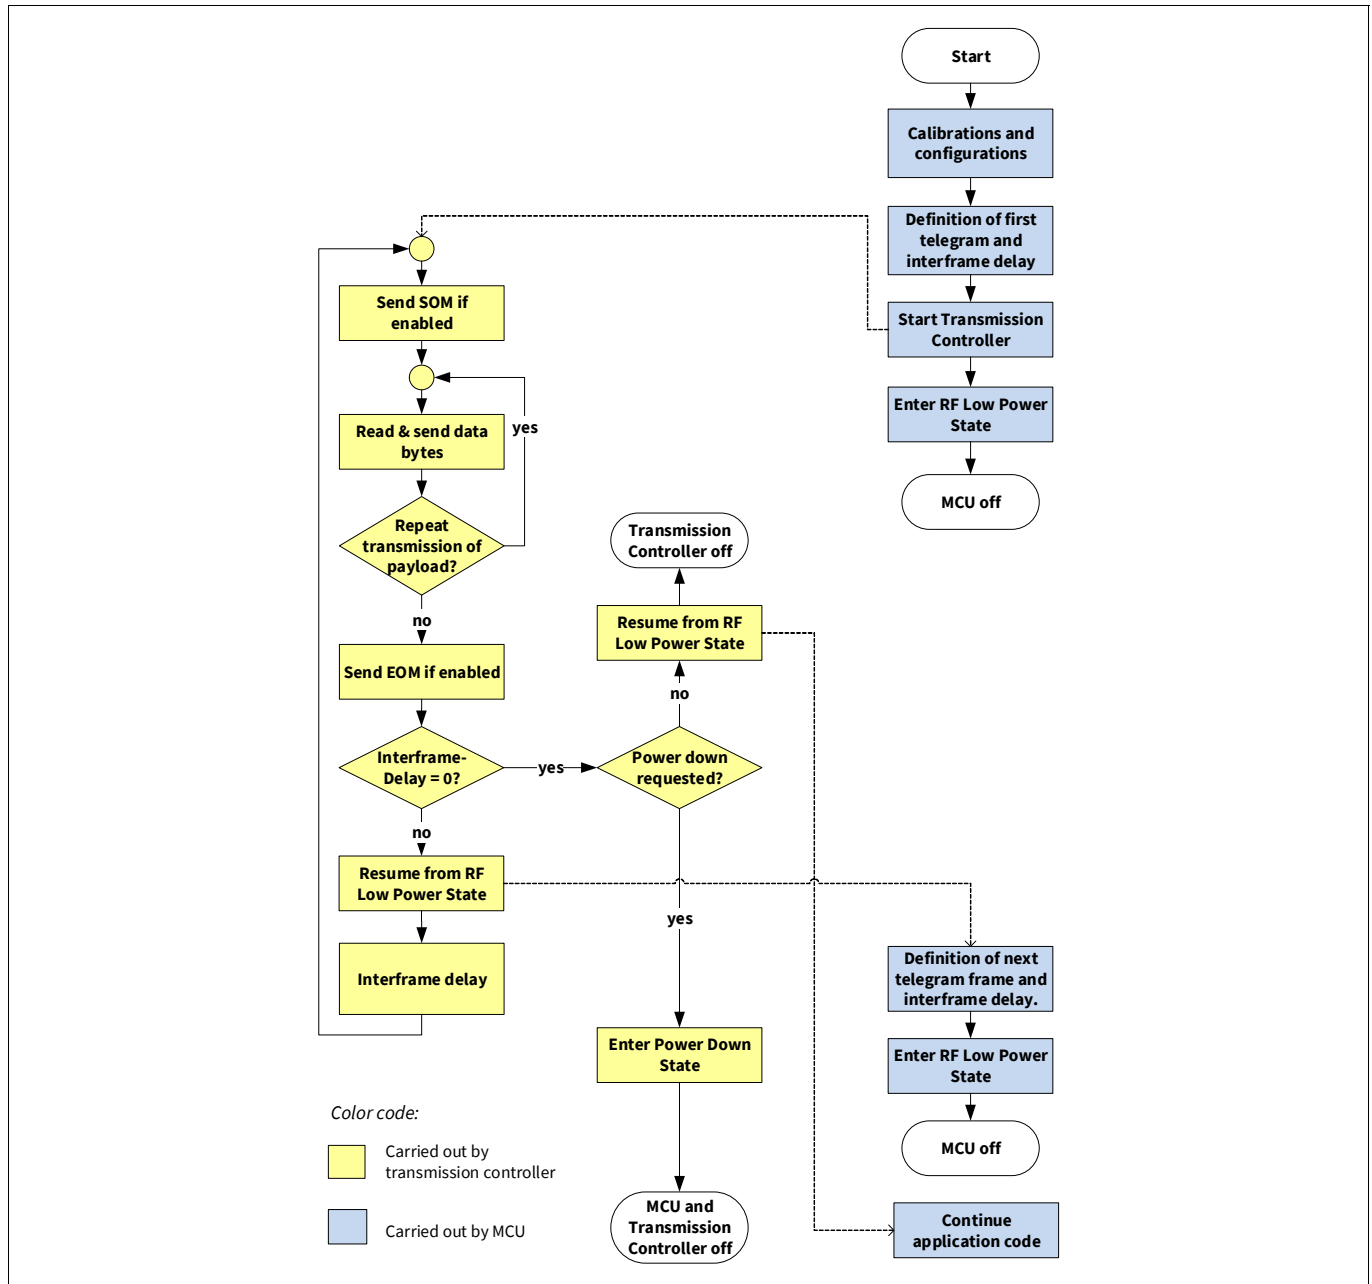 Start
Calibrations and
configurations
Definition of first
telegram and
interframe delay
Start Transmission
Controller
Enter RF Low Power
State
MCU off
Send SOM if
enabled
Read & send data
bytes
yes
Repeat
transmission of
payload?
no
Send EOM if enabled
Interframe-
Delay = 0?
yes
no
Resume from RF
Low Power State
Interframe delay
Transmission
Controller off
Resume from RF
Low Power State
no
Power down
requested?
yes
Enter Power Down
State
MCU and
Transmission
Controller off
Definition of next
telegram frame and
interframe delay.
Enter RF Low Power
State
MCU off
Continue
application code
Color code:
Carried out by
transmission controller
Carried out by MCU